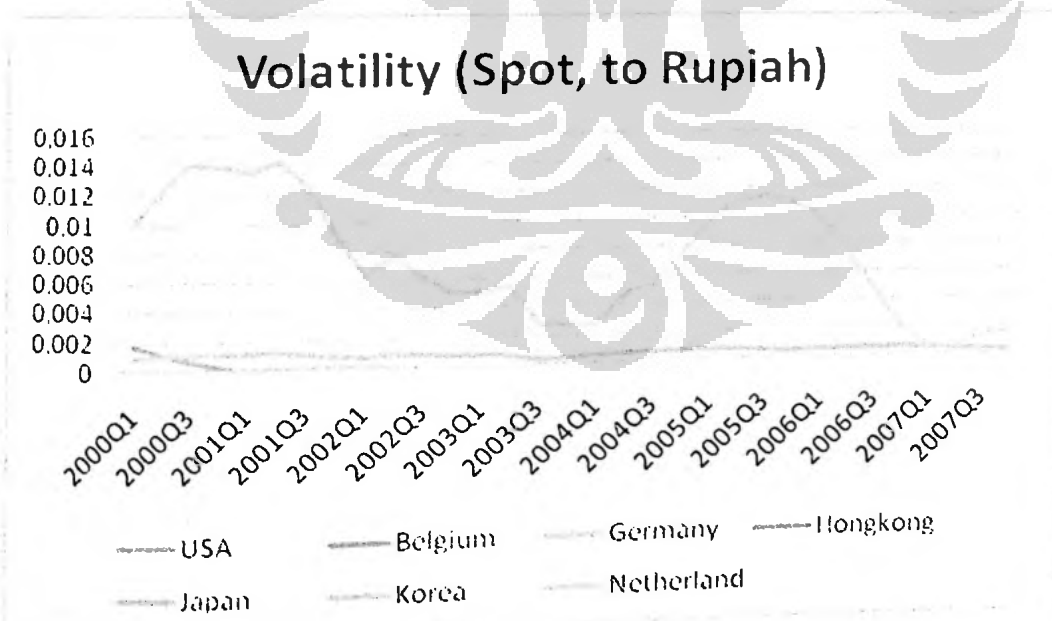 Volatility (Spot, to Rupiah)
0,016
0.014
0.012
0.01
0.008
0.006
0,004
0.002
0
2000Q1 2000Q3 2001Q1 2001Q3 2002Q1 2002Q3 2003Q1 2003Q3 2004Q1 2004Q3 2005Q1 2005Q3 2006Q1 2006Q3 2007Q1 2007Q3
USA Belgium Germany Hongkong
Japan Korea Netherland